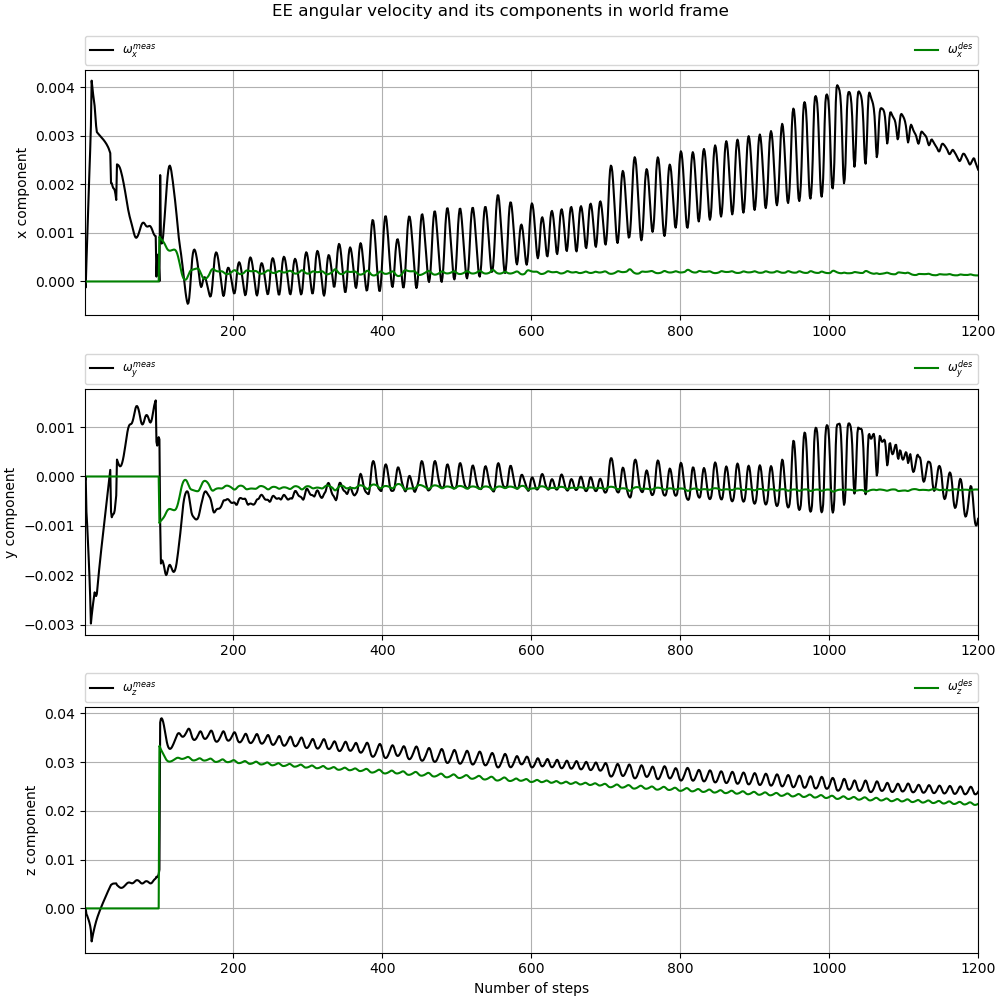 EE angular velocity and its components in world frame
ω_x^meas ω_x^des
0.004
0.003
0.002
0.001
0.000
x component
200 400 600 800 1000 1200
ω_y^meas ω_y^des
0.001
0.000
−0.001
−0.002
−0.003
y component
200 400 600 800 1000 1200
ω_z^meas ω_z^des
0.04
0.03
0.02
0.01
0.00
z component
200 400 600 800 1000 1200
Number of steps